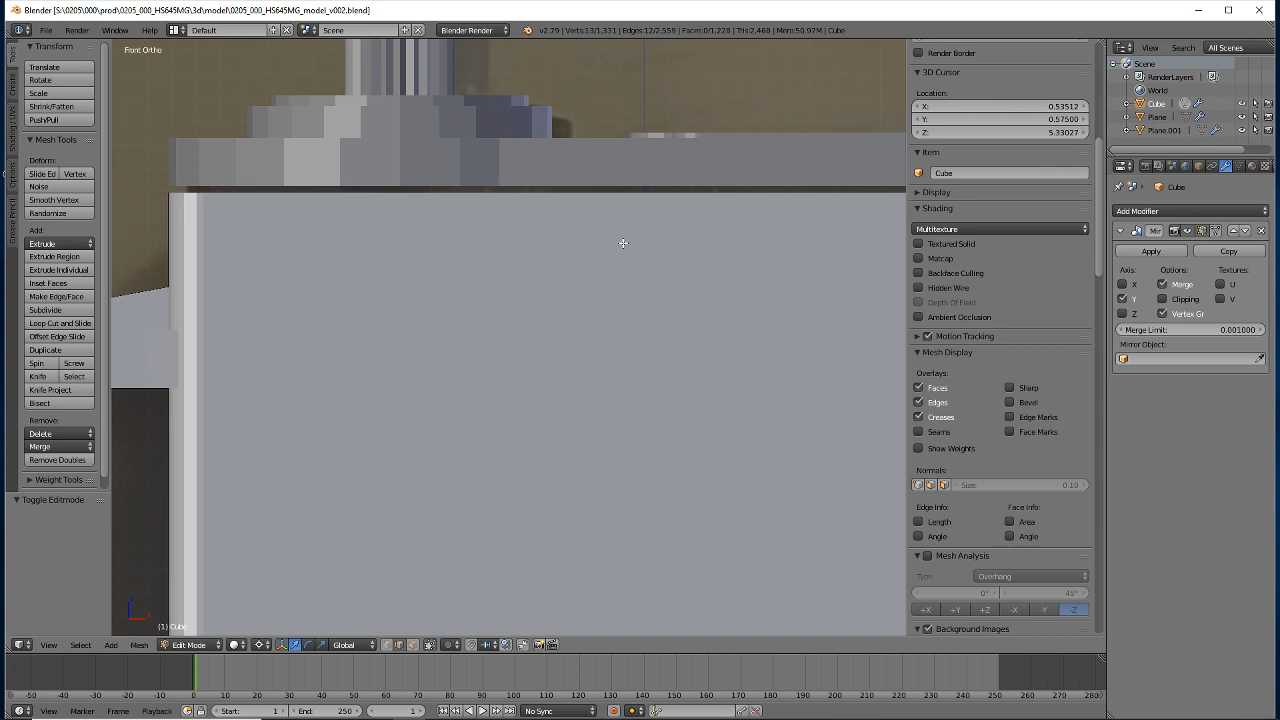 Blender [S:\0205\000\prod\0205_000_HS645MG\3d\model\0205_000_HS645MG_model_v002.blend]
File Render Window Help Default Scene Blender Render v2.79 | Verts:13/1,331 | Edges:12/2,559 | Faces:0/1,228 | Tris:2,468 | Mem:50.97M | Cube
Tools
Create
Shading / UVs
Options
Grease Pencil
Transform
Translate
Rotate
Scale
Shrink/Fatten
Push/Pull
Mesh Tools
Deform:
Slide Ed Vertex
Noise
Smooth Vertex
Randomize
Add:
Extrude
Extrude Region
Extrude Individual
Inset Faces
Make Edge/Face
Subdivide
Loop Cut and Slide
Offset Edge Slide
Duplicate
Spin Screw
Knife Select
Knife Project
Bisect
Remove:
Delete
Merge
Remove Doubles
Weight Tools
Toggle Editmode
Front Ortho
(1) Cube
Render Border
3D Cursor
Location:
X: 0.53512
Y: 0.57500
Z: 5.33027
Item
Cube
Display
Shading
Multitexture
Textured Solid
Matcap
Backface Culling
Hidden Wire
Depth Of Field
Ambient Occlusion
Motion Tracking
Mesh Display
Overlays:
Faces Sharp
Edges Bevel
Creases Edge Marks
Seams Face Marks
Show Weights
Normals:
Size: 0.10
Edge Info: Face Info:
Length Area
Angle Angle
Mesh Analysis
Type: Overhang
0° 45°
+X +Y +Z -X -Y -Z
Background Images
View Search All Scenes
Scene
RenderLayers
World
Cube
Plane
Plane.001
Cube
Add Modifier
Mir
Apply Copy
Axis: Options: Textures:
X Merge U
Y Clipping V
Z Vertex Gr
Merge Limit: 0.001000
Mirror Object:
View Select Add Mesh Edit Mode Global
-50 -40 -30 -20 -10 0 10 20 30 40 50 60 70 80 90 100 110 120 130 140 150 160 170 180 190 200 210 220 230 240 250 260 270 280
View Marker Frame Playback Start: 1 End: 250 1 No Sync